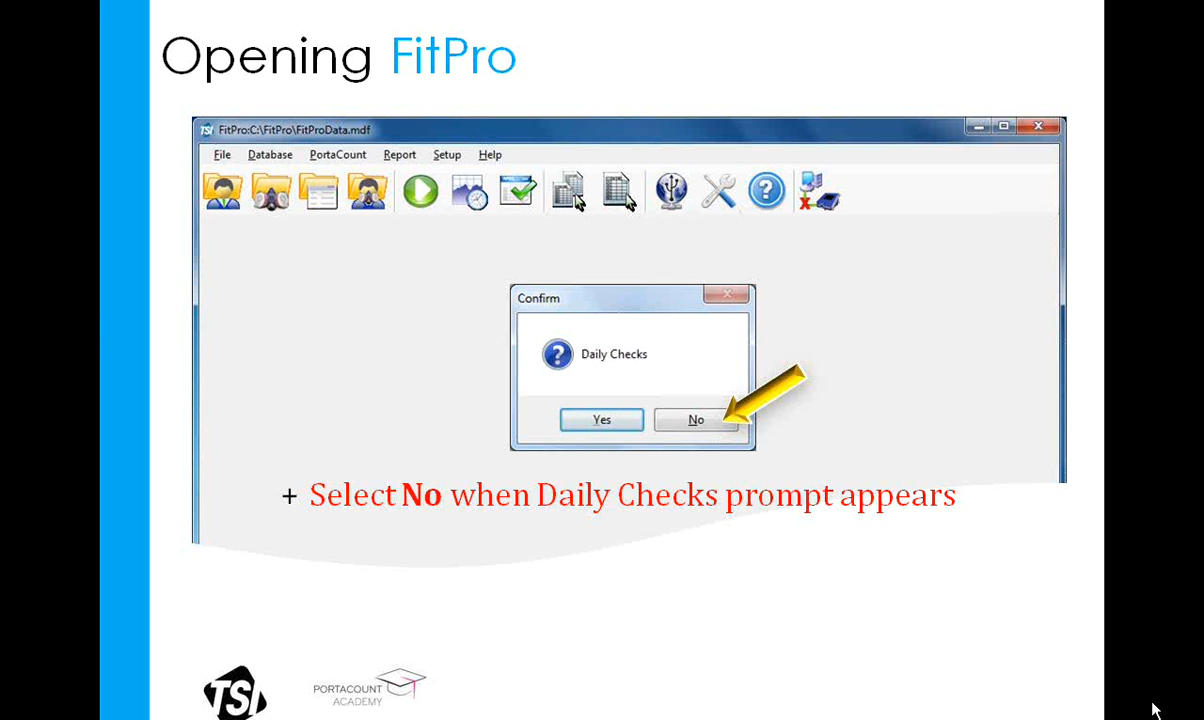 Opening FitPro
TSI FitPro:C:\FitPro\FitProData.mdf
File Database PortaCount Report Setup Help
Confirm
Daily Checks
Yes No
+ Select No when Daily Checks prompt appears
TSI
PORTACOUNT
ACADEMY